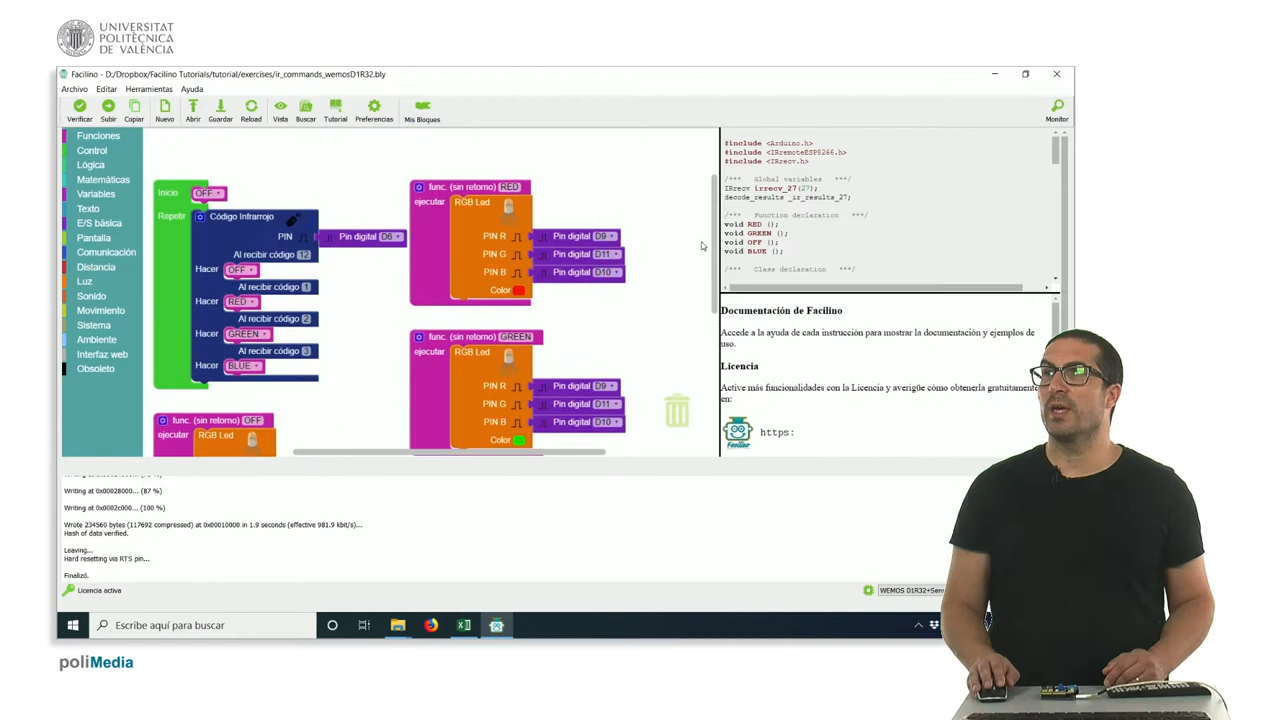 UNIVERSITAT
POLITÈCNICA
DE VALÈNCIA
Facilino - D:/Dropbox/Facilino Tutorials/tutorial/exercises/ir_commands_wemosD1R32.bly
Archivo Editar Herramientas Ayuda
Verificar Subir Copiar Nuevo Abrir Guardar Reload Vista Buscar Tutorial Preferencias Mis Bloques Monitor
Funciones
Control
Lógica
Matemáticas
Variables
Texto
E/S básica
Pantalla
Comunicación
Distancia
Luz
Sonido
Movimiento
Sistema
Ambiente
Interfaz web
Obsoleto
Inicio OFF
Repetir Código Infrarrojo
PIN Pin digital D6
Al recibir código 12
Hacer OFF
Al recibir código 1
Hacer RED
Al recibir código 2
Hacer GREEN
Al recibir código 3
Hacer BLUE
func. (sin retorno) OFF
ejecutar RGB Led
func. (sin retorno) RED
ejecutar RGB Led
PIN R Pin digital D9
PIN G Pin digital D11
PIN B Pin digital D10
Color
func. (sin retorno) GREEN
ejecutar RGB Led
PIN R Pin digital D9
PIN G Pin digital D11
PIN B Pin digital D10
Color
#include <Arduino.h>
#include <IRremoteESP8266.h>
#include <IRrecv.h>
/*** Global variables ***/
IRrecv irrecv_27(27);
decode_results _ir_results_27;
/*** Function declaration ***/
void RED ();
void GREEN ();
void OFF ();
void BLUE ();
/*** Class declaration ***/
Documentación de Facilino
Accede a la ayuda de cada instrucción para mostrar la documentación y ejemplos de
uso.
Licencia
Active más funcionalidades con la Licencia y averigüe cómo obtenerla gratuitamente
en:
https:
Writing at 0x00028000... (87 %)
Writing at 0x0002c000... (100 %)
Wrote 234560 bytes (117692 compressed) at 0x00010000 in 1.9 seconds (effective 981.9 kbit/s)...
Hash of data verified.
Leaving...
Hard resetting via RTS pin...
Finalizó.
Licencia activa
WEMOS D1R32+Sens
Escribe aquí para buscar
poliMedia